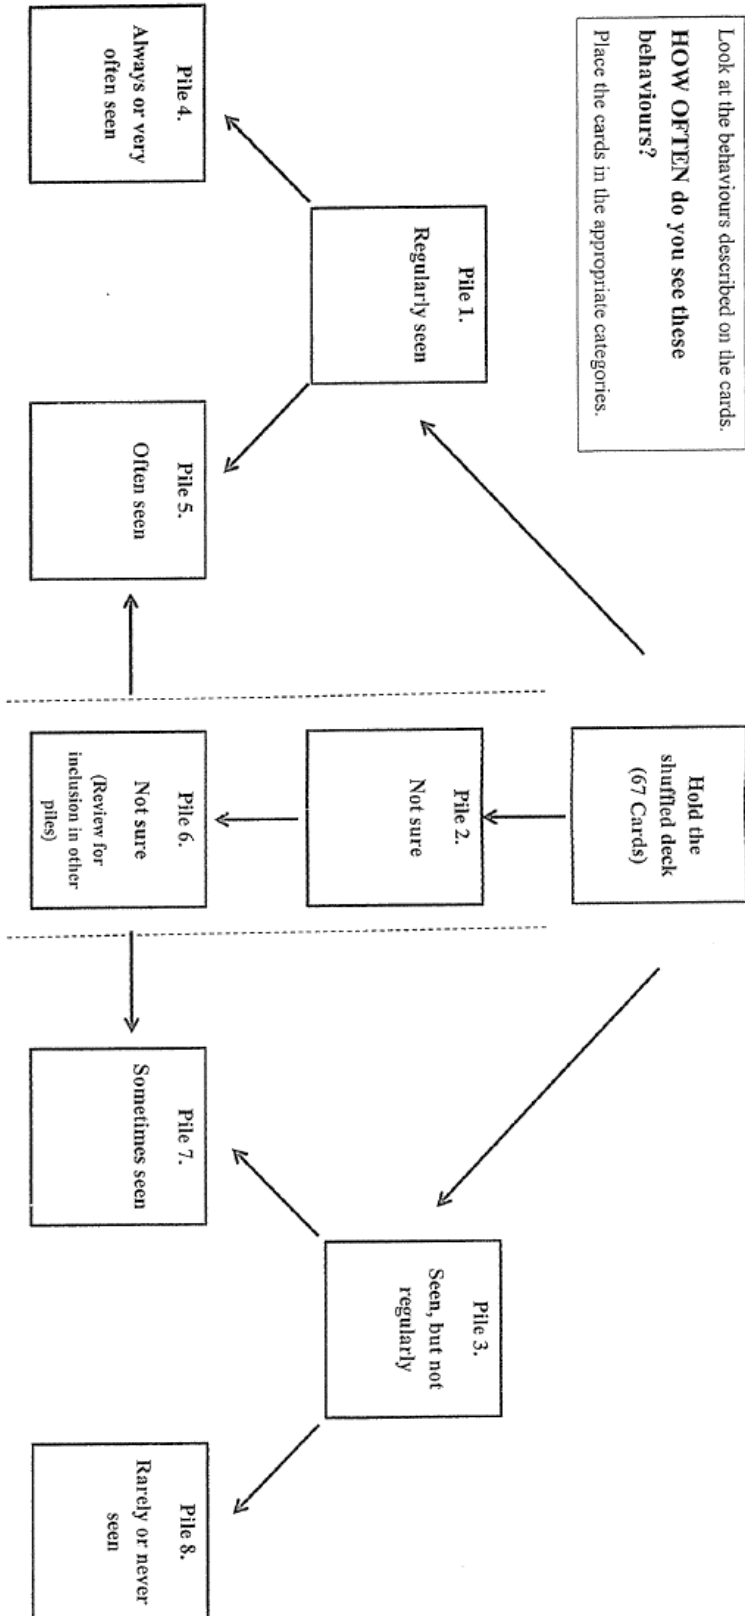 Look at the behaviours described on the cards.
HOW OFTEN do you see these
behaviours?
Place the cards in the appropriate categories.
Hold the
shuffled deck
(67 Cards)
Pile 1.
Regularly seen
Pile 2.
Not sure
Pile 3.
Seen, but not
regularly
Pile 4.
Always or very
often seen
Pile 5.
Often seen
Pile 6.
Not sure
(Review for
inclusion in other
piles)
Pile 7.
Sometimes seen
Pile 8.
Rarely or never
seen